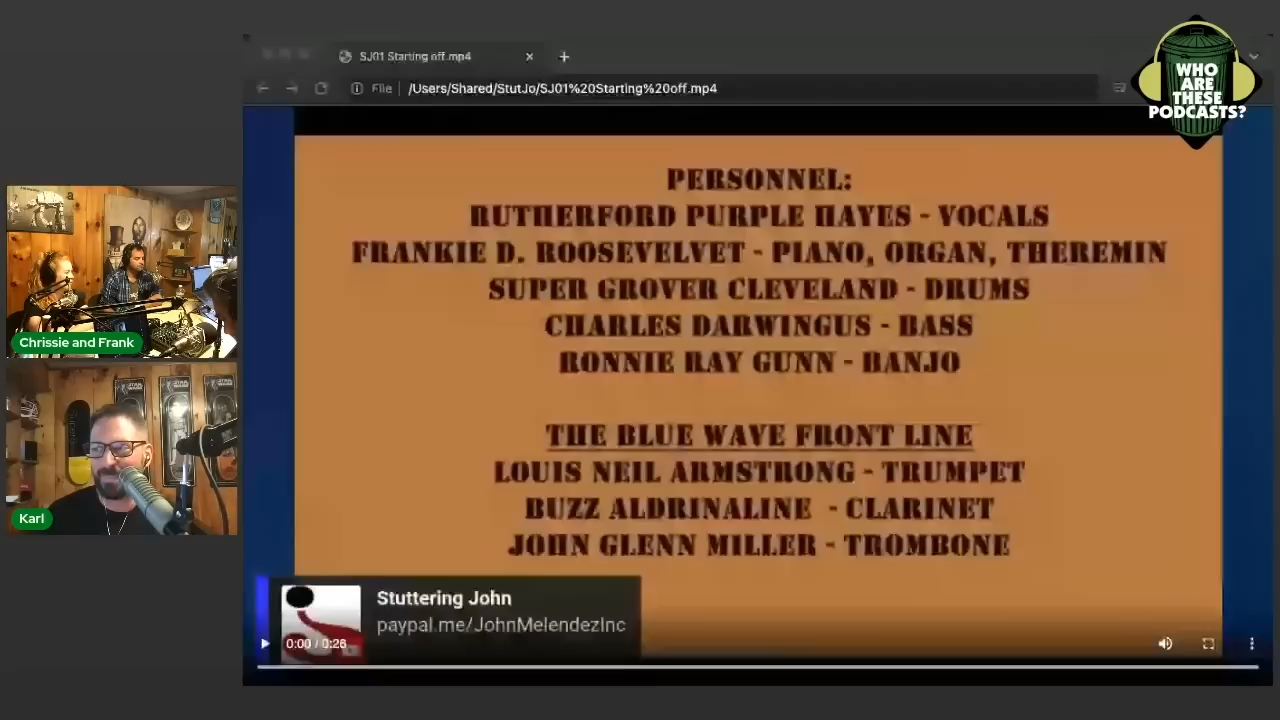 SJ01 Starting off.mp4
File /Users/Shared/StutJo/SJ01%20Starting%20off.mp4
WHO
ARE
THESE
PODCASTS?
PERSONNEL:
RUTHERFORD PURPLE HAYES - VOCALS
FRANKIE D. ROOSEVELVET - PIANO, ORGAN, THEREMIN
SUPER GROVER CLEVELAND - DRUMS
CHARLES DARWINGUS - BASS
RONNIE RAY GUNN - BANJO
THE BLUE WAVE FRONT LINE
LOUIS NEIL ARMSTRONG - TRUMPET
BUZZ ALDRINALINE - CLARINET
JOHN GLENN MILLER - TROMBONE
Chrissie and Frank
Karl
Stuttering John
paypal.me/JohnMelendezInc
0:00 / 0:26